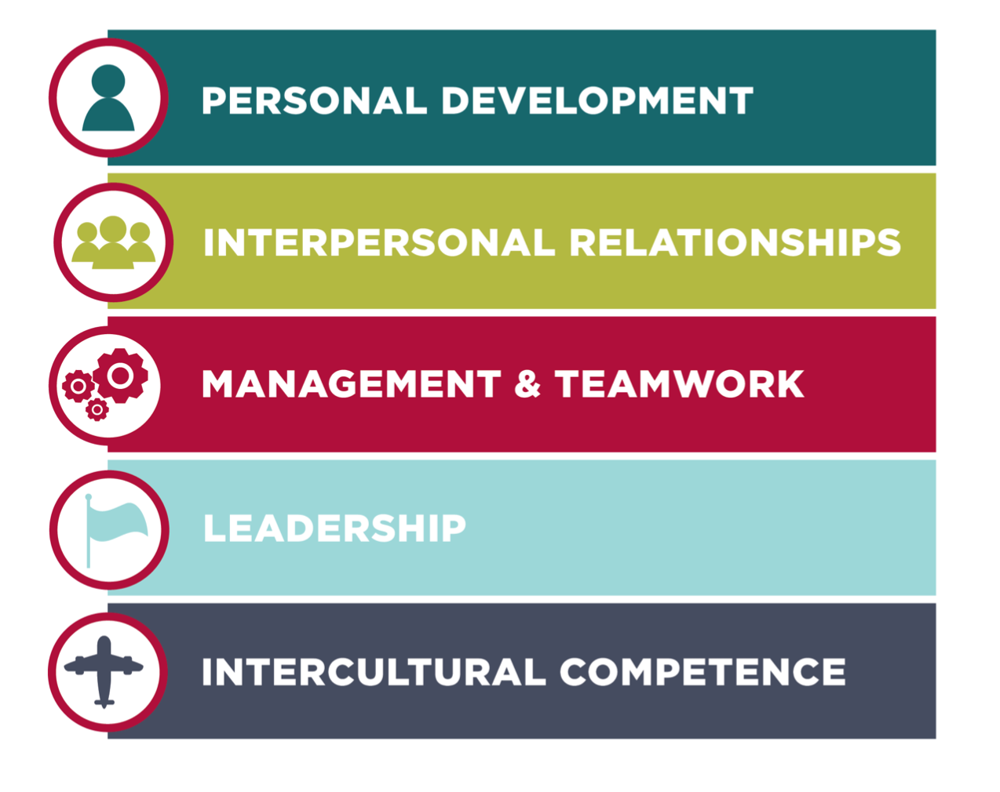 PERSONAL DEVELOPMENT
INTERPERSONAL RELATIONSHIPS
MANAGEMENT & TEAMWORK
LEADERSHIP
INTERCULTURAL COMPETENCE